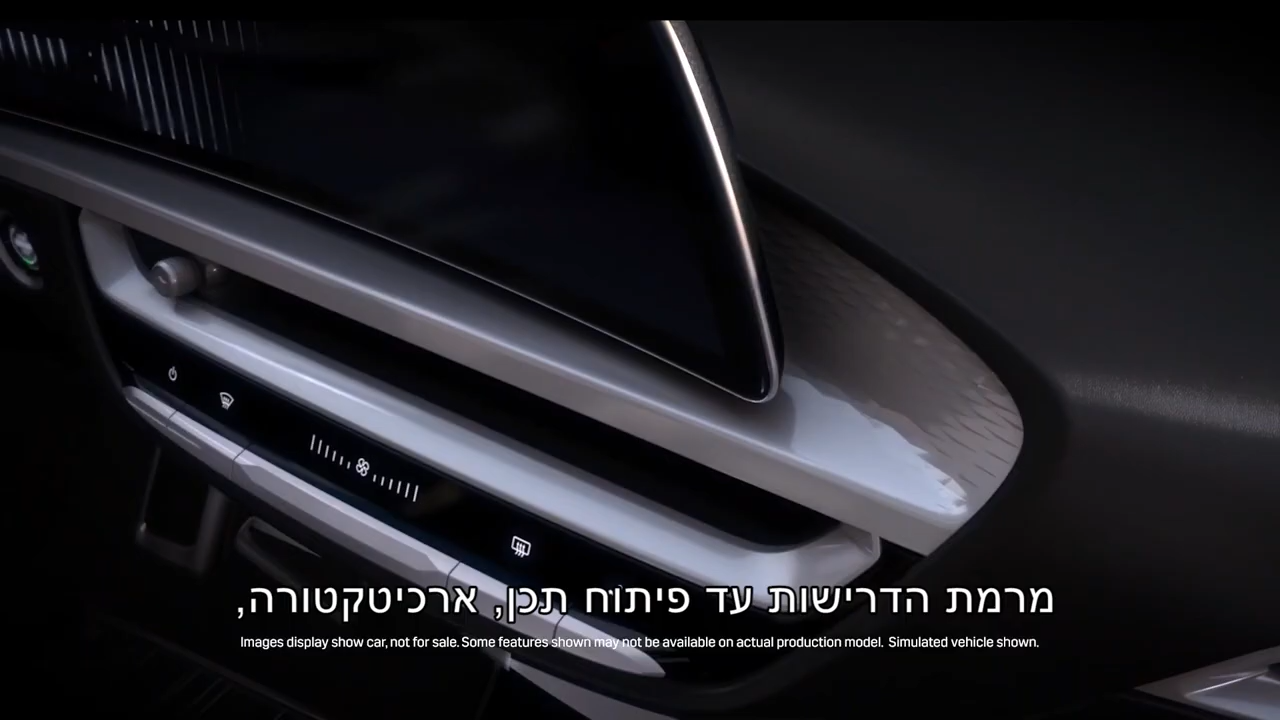 מרמת הדרישות עד פיתוח תכן, ארכיטקטורה,
Images display show car, not for sale. Some features shown may not be available on actual production model. Simulated vehicle shown.